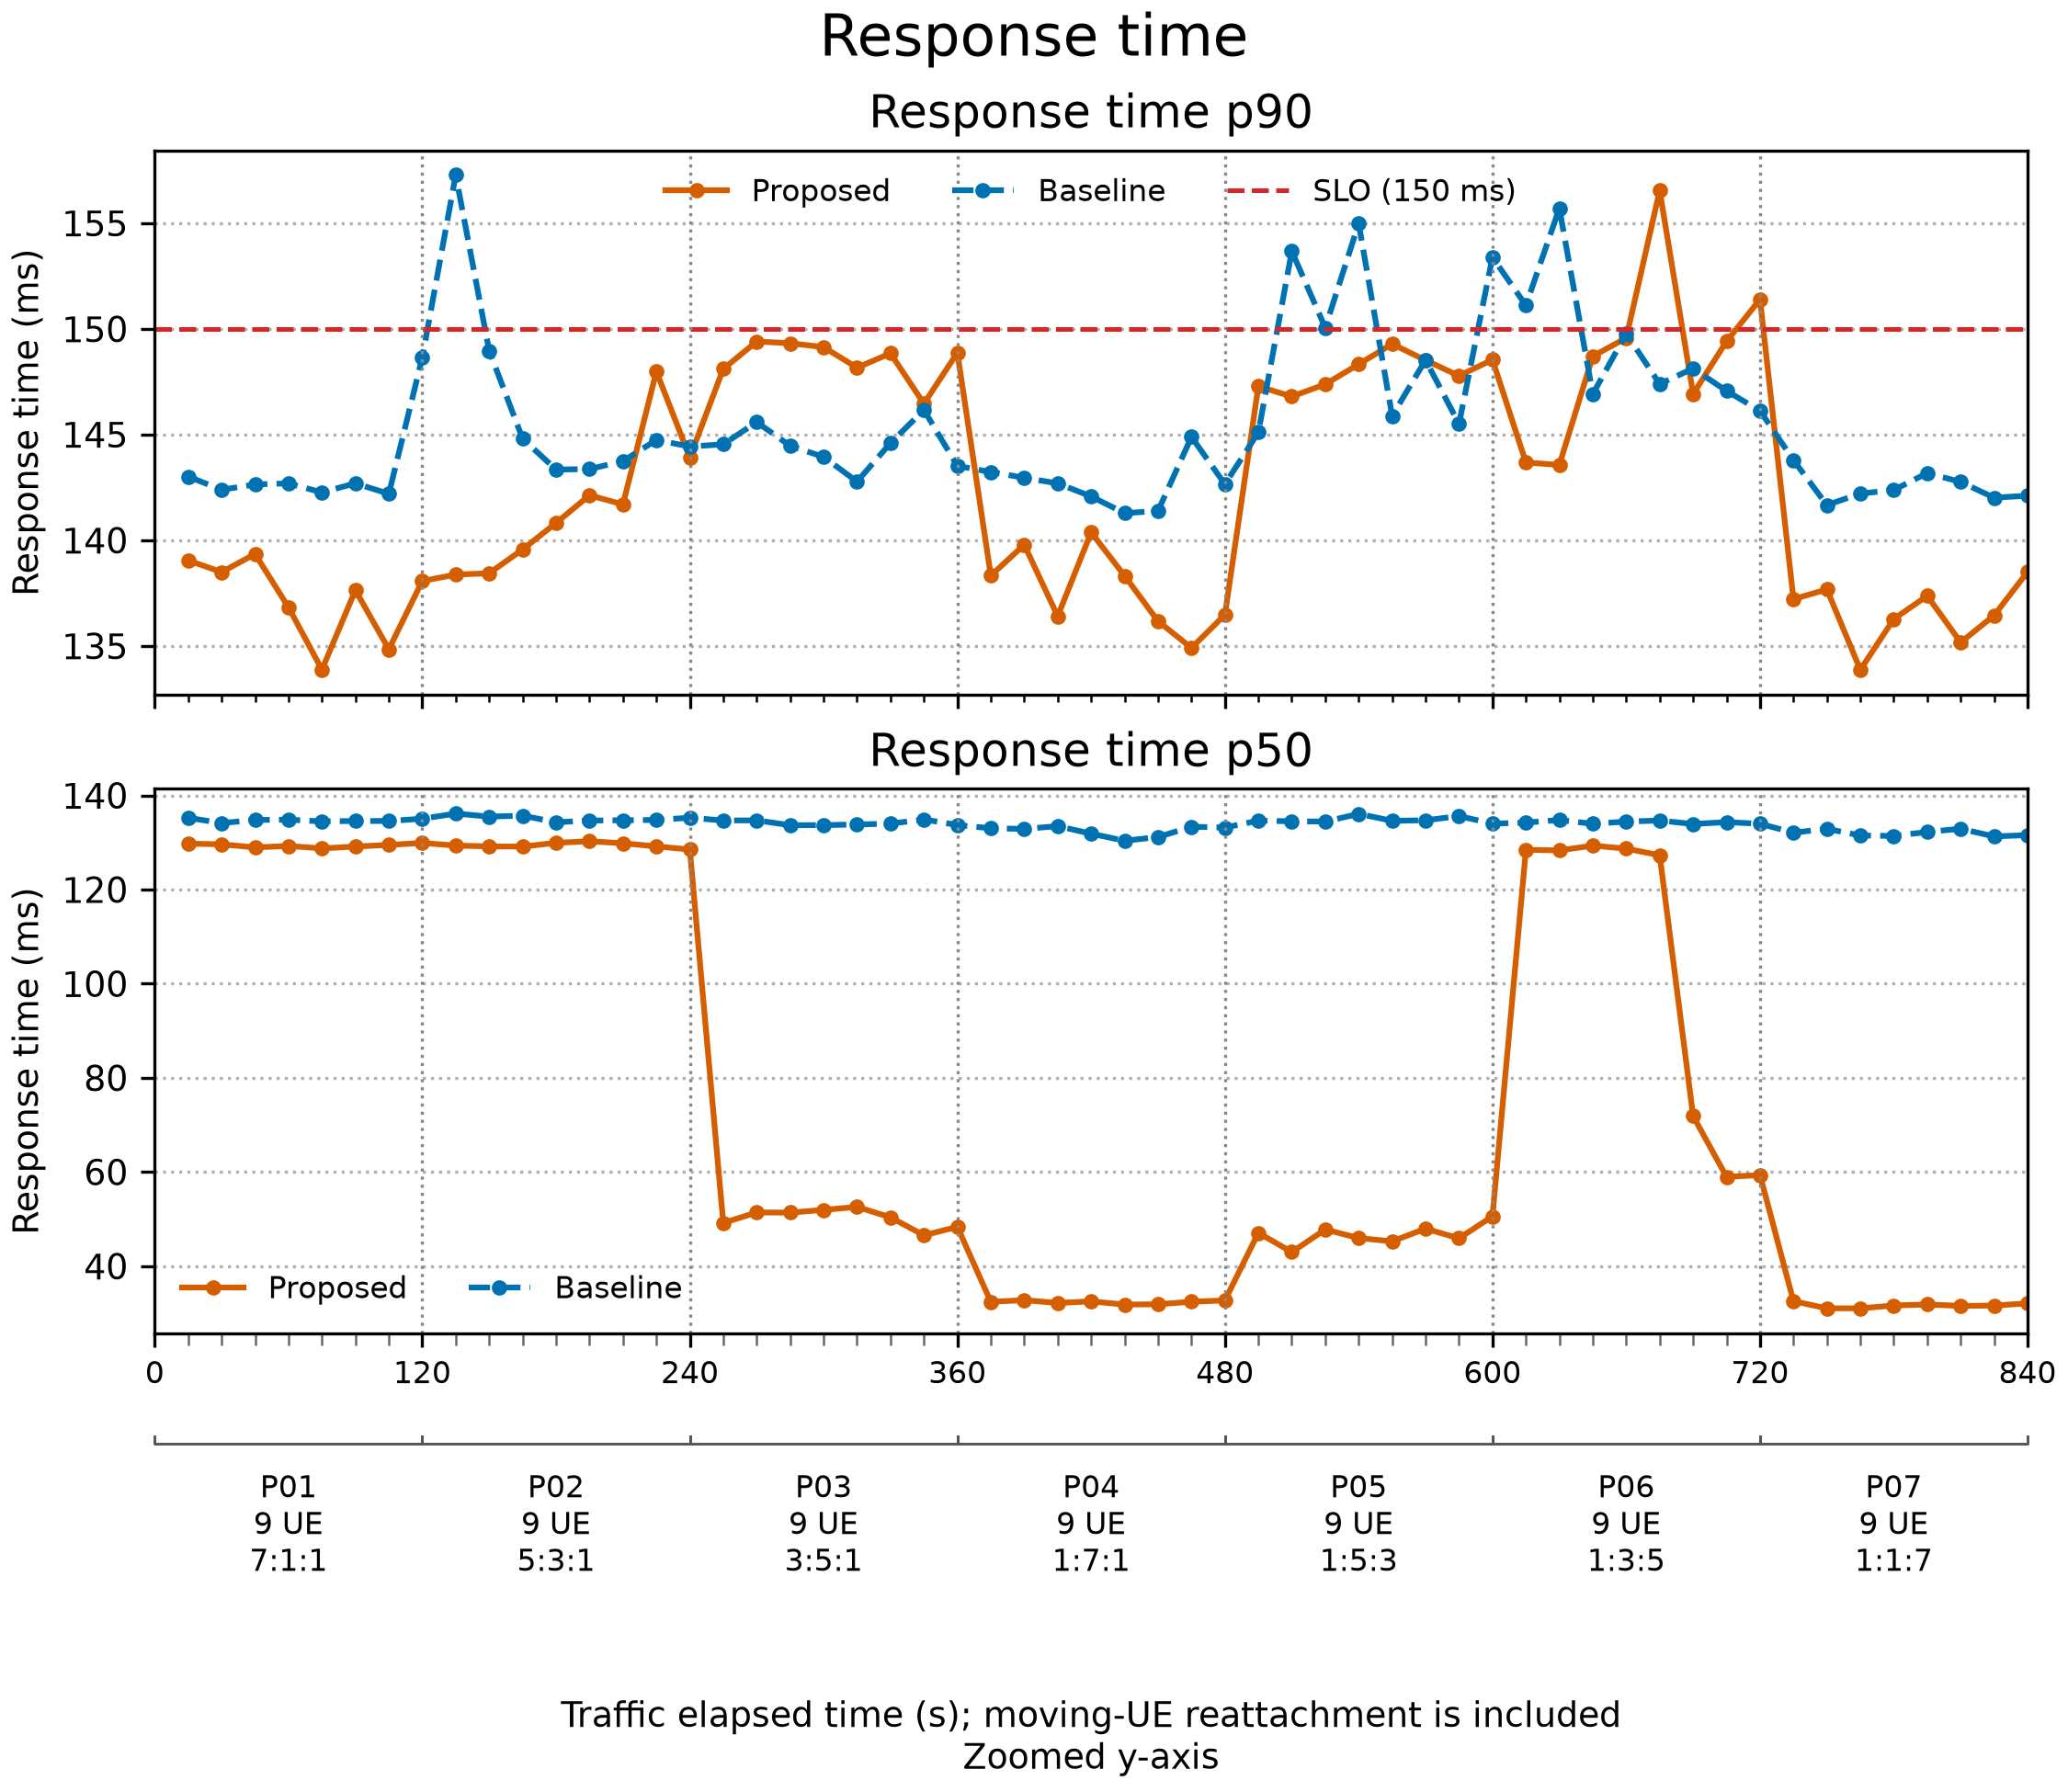 Response time
Response time p90
Response time (ms)
155
150
145
140
135
Proposed
Baseline
SLO (150 ms)
Response time p50
Response time (ms)
140
120
100
80
60
40
Proposed
Baseline
0 120 240 360 480 600 720 840
P01 P02 P03 P04 P05 P06 P07
9 UE 9 UE 9 UE 9 UE 9 UE 9 UE 9 UE
7:1:1 5:3:1 3:5:1 1:7:1 1:5:3 1:3:5 1:1:7
Traffic elapsed time (s); moving-UE reattachment is included
Zoomed y-axis